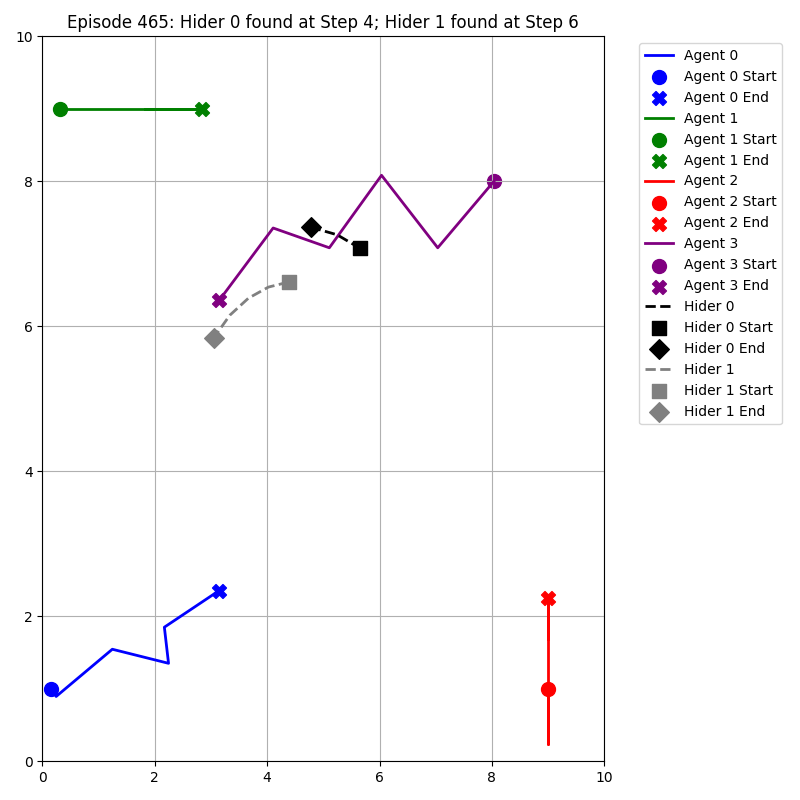 Episode 465: Hider 0 found at Step 4; Hider 1 found at Step 6
10
8
6
4
2
0
0 2 4 6 8 10
Agent 0
Agent 0 Start
Agent 0 End
Agent 1
Agent 1 Start
Agent 1 End
Agent 2
Agent 2 Start
Agent 2 End
Agent 3
Agent 3 Start
Agent 3 End
Hider 0
Hider 0 Start
Hider 0 End
Hider 1
Hider 1 Start
Hider 1 End